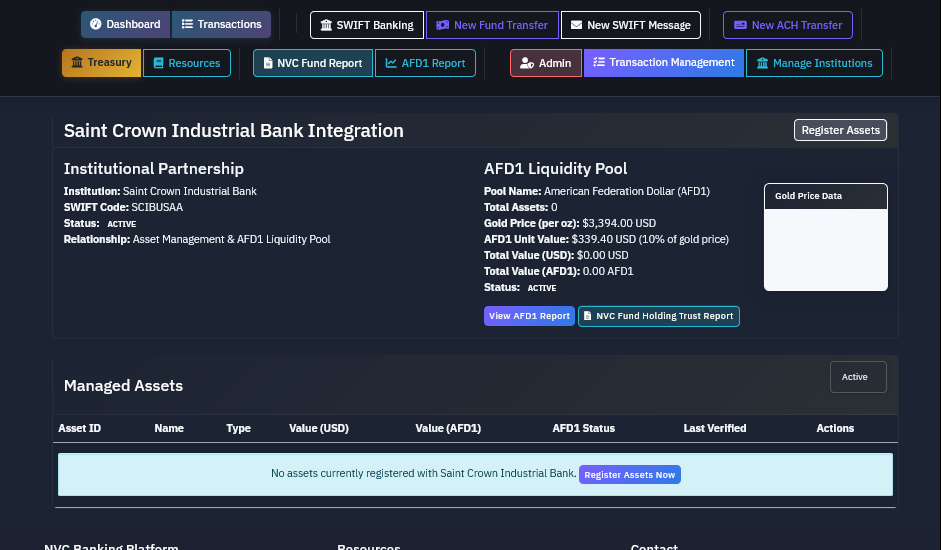 Dashboard Transactions SWIFT Banking New Fund Transfer New SWIFT Message New ACH Transfer
Treasury Resources NVC Fund Report AFD1 Report Admin Transaction Management Manage Institutions
Saint Crown Industrial Bank Integration
Register Assets
Institutional Partnership
Institution: Saint Crown Industrial Bank
SWIFT Code: SCIBUSAA
Status: ACTIVE
Relationship: Asset Management & AFD1 Liquidity Pool
AFD1 Liquidity Pool
Pool Name: American Federation Dollar (AFD1)
Total Assets: 0
Gold Price (per oz): $3,394.00 USD
AFD1 Unit Value: $339.40 USD (10% of gold price)
Total Value (USD): $0.00 USD
Total Value (AFD1): 0.00 AFD1
Status: ACTIVE
View AFD1 Report NVC Fund Holding Trust Report
Gold Price Data
Managed Assets
Active
Asset ID Name Type Value (USD) Value (AFD1) AFD1 Status Last Verified Actions
No assets currently registered with Saint Crown Industrial Bank. Register Assets Now
NVC Banking Platform Resources Contact